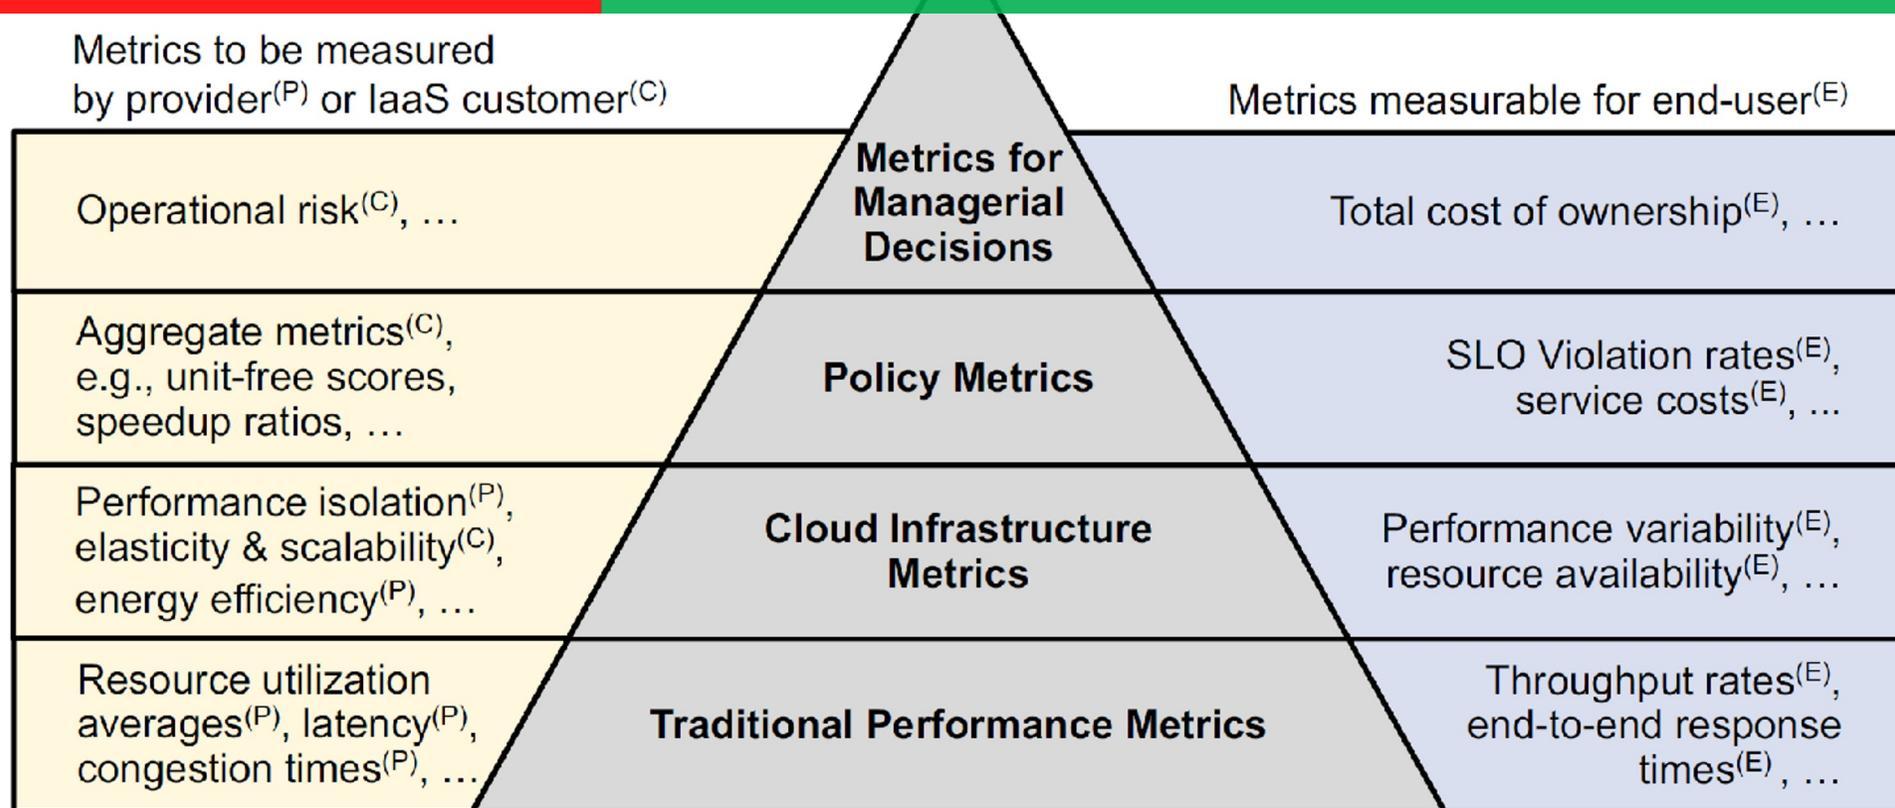 Metrics to be measured
by provider(P) or IaaS customer(C)
Metrics measurable for end-user(E)
Operational risk(C), …
Metrics for
Managerial
Decisions
Total cost of ownership(E), …
Aggregate metrics(C),
e.g., unit-free scores,
speedup ratios, …
Policy Metrics
SLO Violation rates(E),
service costs(E), ...
Performance isolation(P),
elasticity & scalability(C),
energy efficiency(P), …
Cloud Infrastructure
Metrics
Performance variability(E),
resource availability(E), …
Resource utilization
averages(P), latency(P),
congestion times(P), …
Traditional Performance Metrics
Throughput rates(E),
end-to-end response
times(E) , …